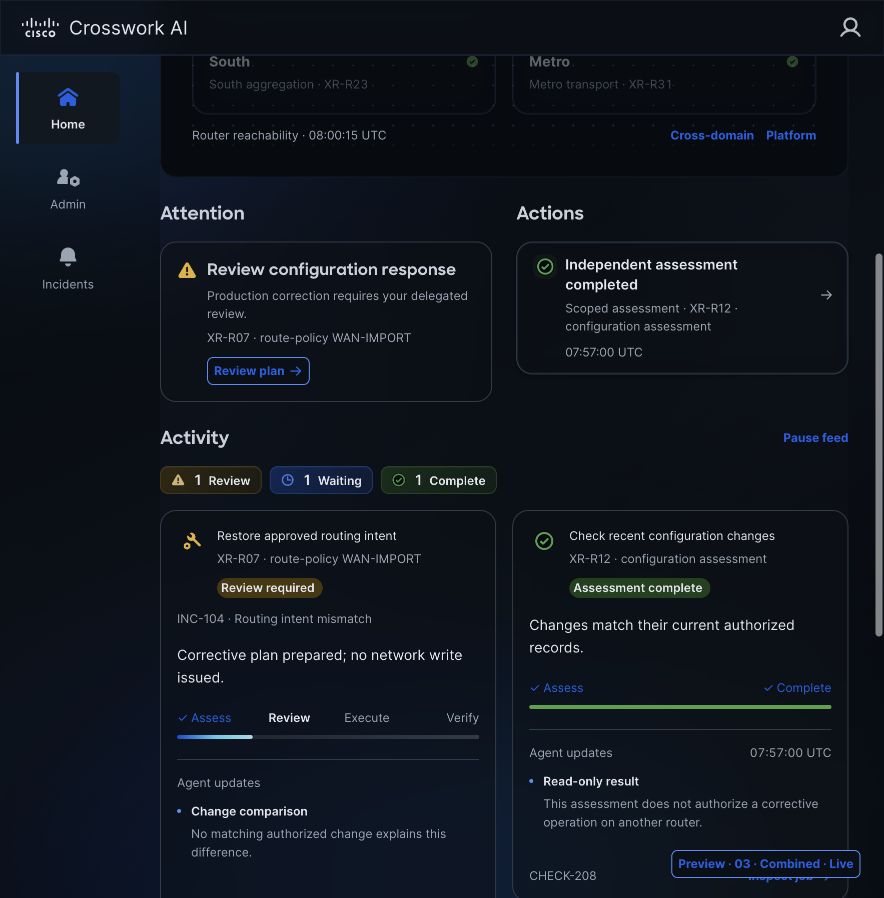 CISCO Crosswork AI
Home
Admin
Incidents
South
South aggregation · XR-R23
Metro
Metro transport · XR-R31
Router reachability · 08:00:15 UTC
Cross-domain Platform
Attention
Review configuration response
Production correction requires your delegated
review.
XR-R07 · route-policy WAN-IMPORT
Review plan →
Actions
Independent assessment
completed
Scoped assessment · XR-R12 ·
configuration assessment
07:57:00 UTC
Activity
Pause feed
1 Review
1 Waiting
1 Complete
Restore approved routing intent
XR-R07 · route-policy WAN-IMPORT
Review required
INC-104 · Routing intent mismatch
Corrective plan prepared; no network write
issued.
Assess Review Execute Verify
Agent updates
Change comparison
No matching authorized change explains this
difference.
Check recent configuration changes
XR-R12 · configuration assessment
Assessment complete
Changes match their current authorized
records.
Assess Complete
Agent updates 07:57:00 UTC
Read-only result
This assessment does not authorize a corrective
operation on another router.
Preview · 03 · Combined · Live
CHECK-208